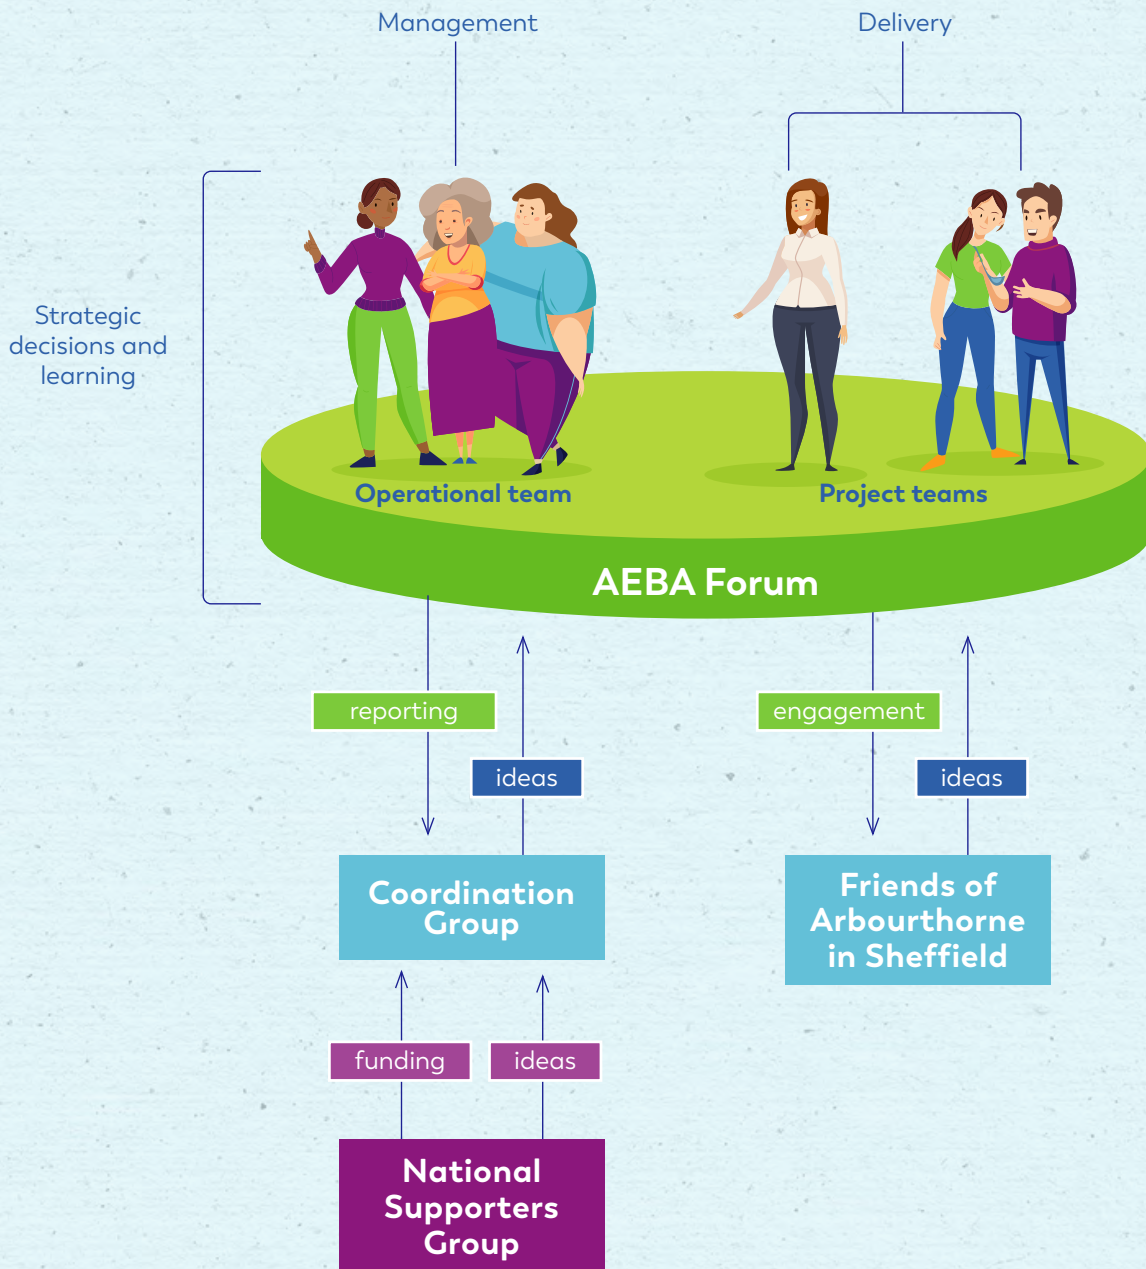 Management
Delivery
Strategic
decisions and
learning
Operational team
Project teams
AEBA Forum
reporting
engagement
ideas
ideas
Coordination
Group
Friends of
Arbourthorne
in Sheffield
funding
ideas
National
Supporters
Group